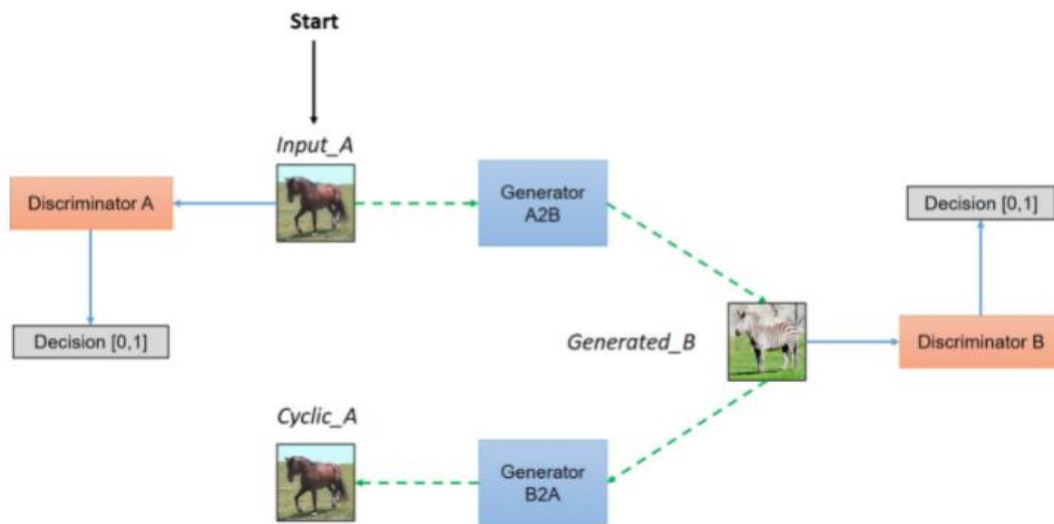 Start
Input_A
Discriminator A
Generator
A2B
Decision [0,1]
Decision [0,1]
Generated_B
Discriminator B
Cyclic_A
Generator
B2A